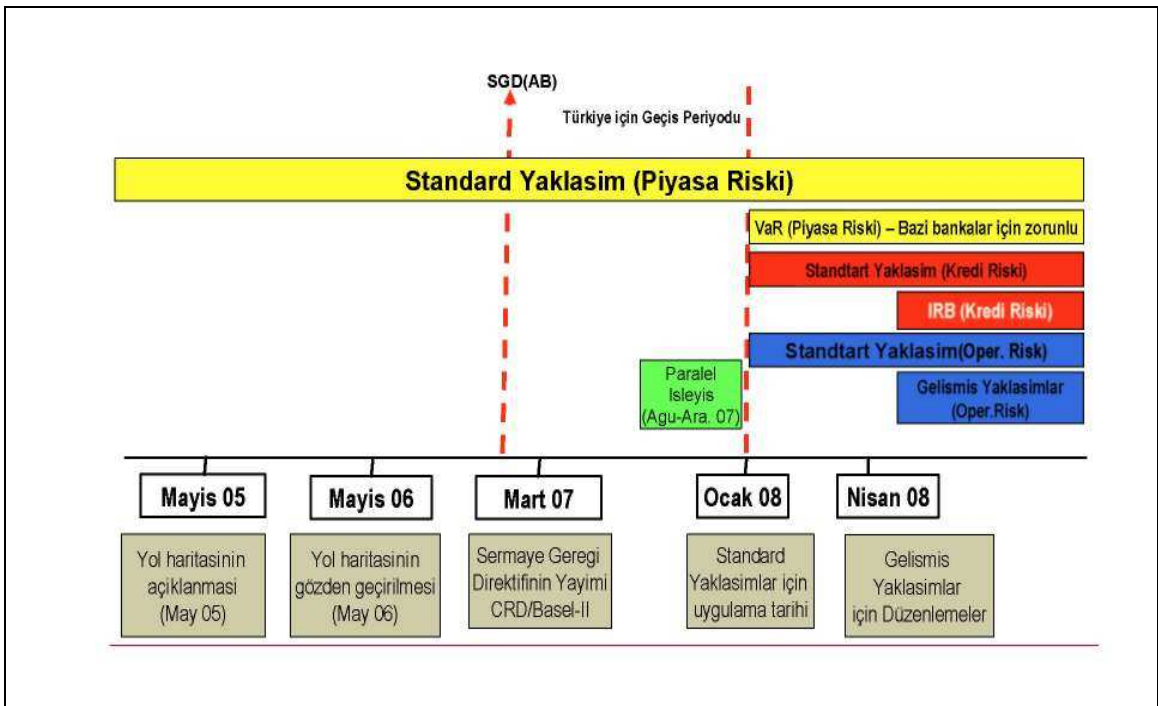 SGD(AB)
Türkiye için Geçis Periyodu
Standard Yaklasim (Piyasa Riski)
VaR (Piyasa Riski) – Bazi bankalar için zorunlu
Standtart Yaklasim (Kredi Riski)
IRB (Kredi Riski)
Standtart Yaklasim(Oper. Risk)
Paralel
Isleyis
(Agu-Ara. 07)
Gelismis Yaklasimlar
(Oper.Risk)
Mayis 05
Mayis 06
Mart 07
Ocak 08
Nisan 08
Yol haritasinin
açiklanmasi
(May 05)
Yol haritasinin
gözden geçirilmesi
(May 06)
Sermaye Geregi
Direktifinin Yayimi
CRD/Basel-II
Standard
Yaklasimlar için
uygulama tarihi
Gelismis
Yaklasimlar
için Düzenlemeler